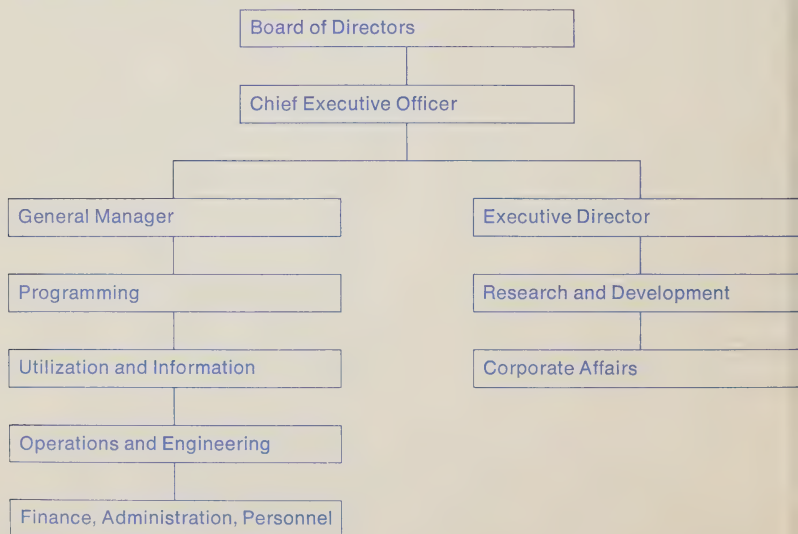 Board of Directors
Chief Executive Officer
General Manager
Executive Director
Programming
Research and Development
Utilization and Information
Corporate Affairs
Operations and Engineering
Finance, Administration, Personnel